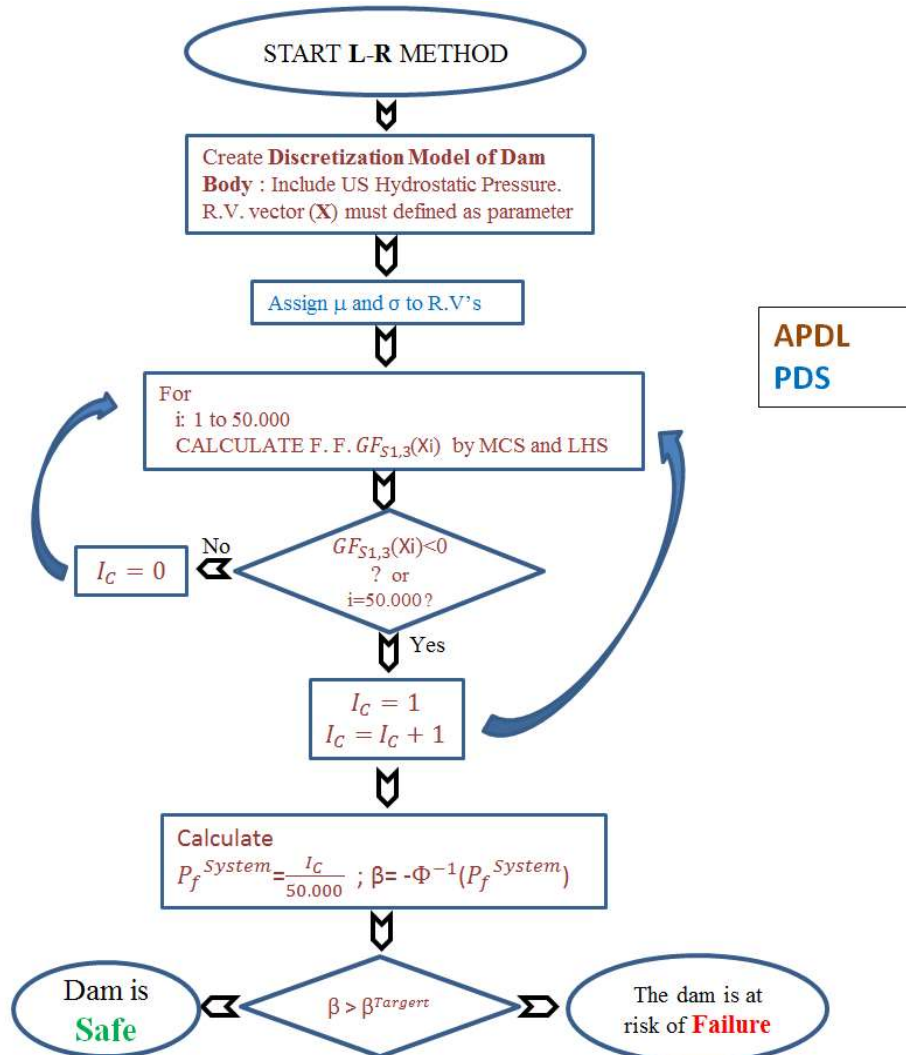 START L-R METHOD
Create Discretization Model of Dam
Body : Include US Hydrostatic Pressure.
R.V. vector (X) must defined as parameter
Assign μ and σ to R.V's
APDL
PDS
For
i: 1 to 50.000
CALCULATE F. F. GF_{S1,3}(Xi) by MCS and LHS
GF_{S1,3}(Xi)<0
? or
i=50.000?
No
I_C = 0
Yes
I_C = 1
I_C = I_C + 1
Calculate
P_f^{System}=\frac{I_C}{50.000} ; β= -Φ^{-1}(P_f^{System})
Dam is
Safe
β > β^{Targert}
The dam is at
risk of Failure